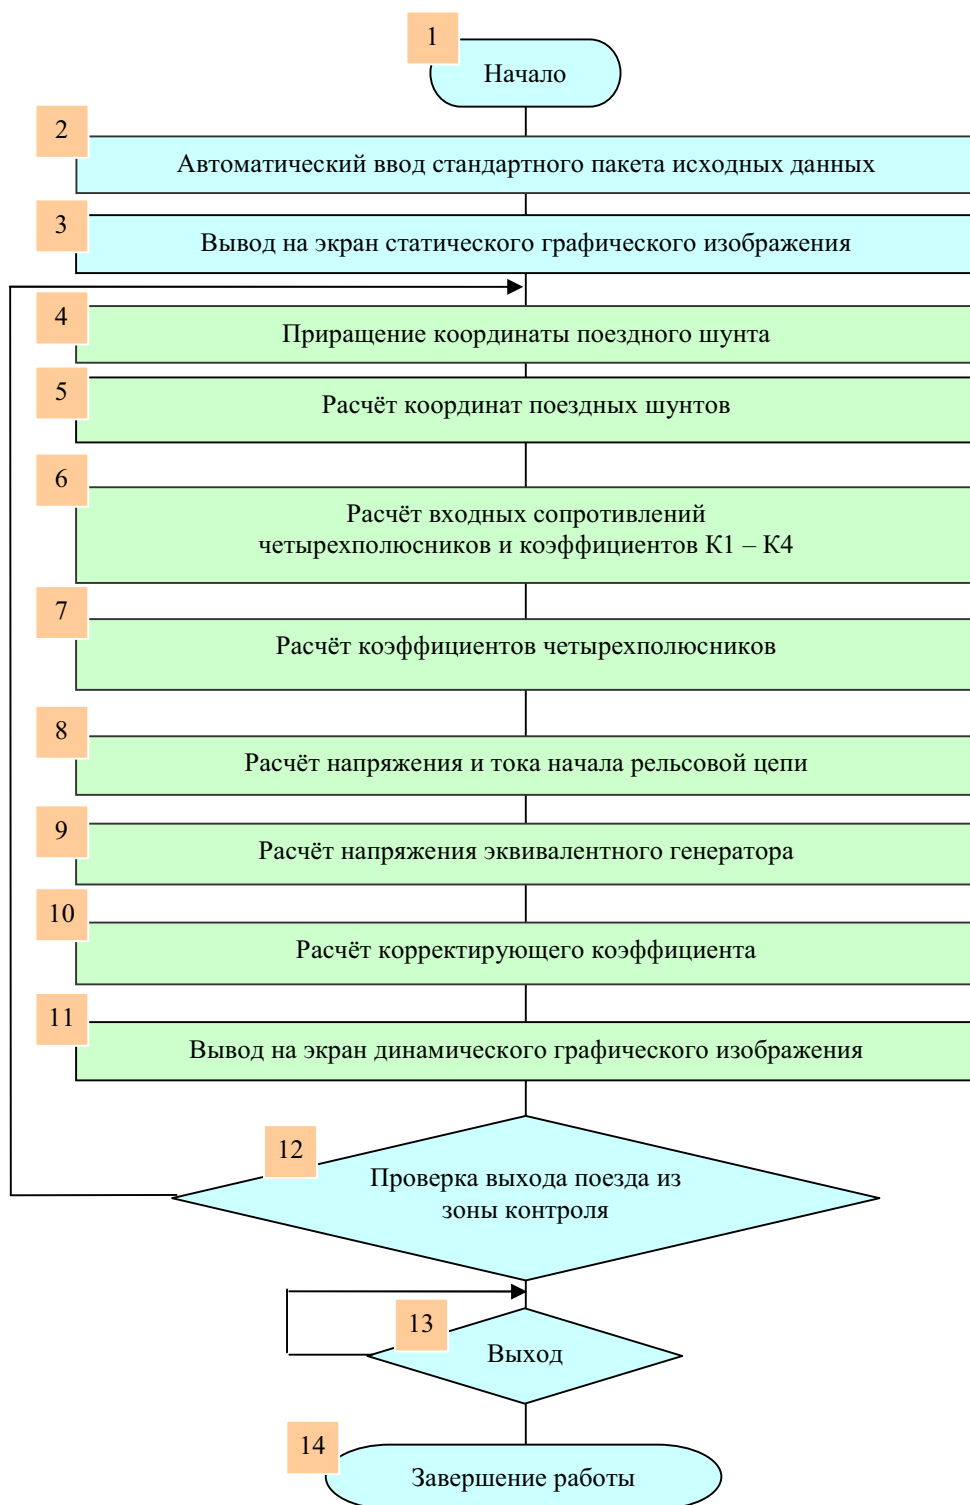 1
Начало
2
Автоматический ввод стандартного пакета исходных данных
3
Вывод на экран статического графического изображения
4
Приращение координаты поездного шунта
5
Расчёт координат поездных шунтов
6
Расчёт входных сопротивлений
четырехполюсников и коэффициентов К1 – К4
7
Расчёт коэффициентов четырехполюсников
8
Расчёт напряжения и тока начала рельсовой цепи
9
Расчёт напряжения эквивалентного генератора
10
Расчёт корректирующего коэффициента
11
Вывод на экран динамического графического изображения
12
Проверка выхода поезда из
зоны контроля
13
Выход
14
Завершение работы